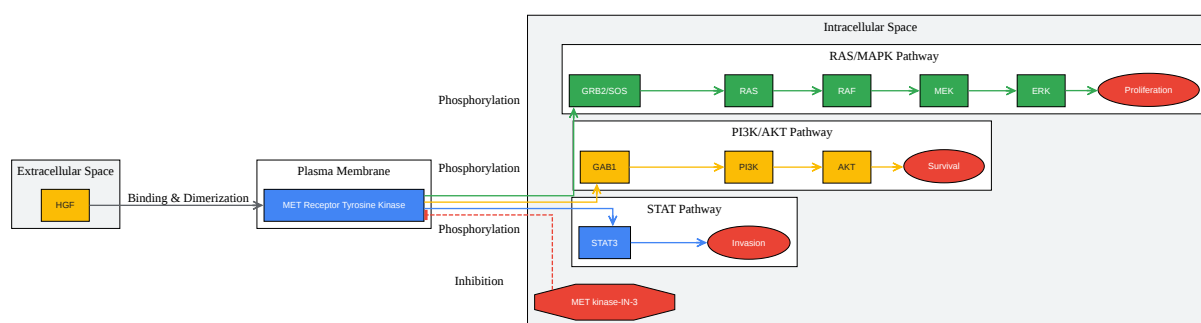 Intracellular Space
RAS/MAPK Pathway
GRB2/SOS
RAS
RAF
MEK
ERK
Proliferation
Phosphorylation
PI3K/AKT Pathway
GAB1
PI3K
AKT
Survival
Phosphorylation
Extracellular Space
HGF
Binding & Dimerization
Plasma Membrane
MET Receptor Tyrosine Kinase
STAT Pathway
STAT3
Invasion
Phosphorylation
Inhibition
MET kinase-IN-3